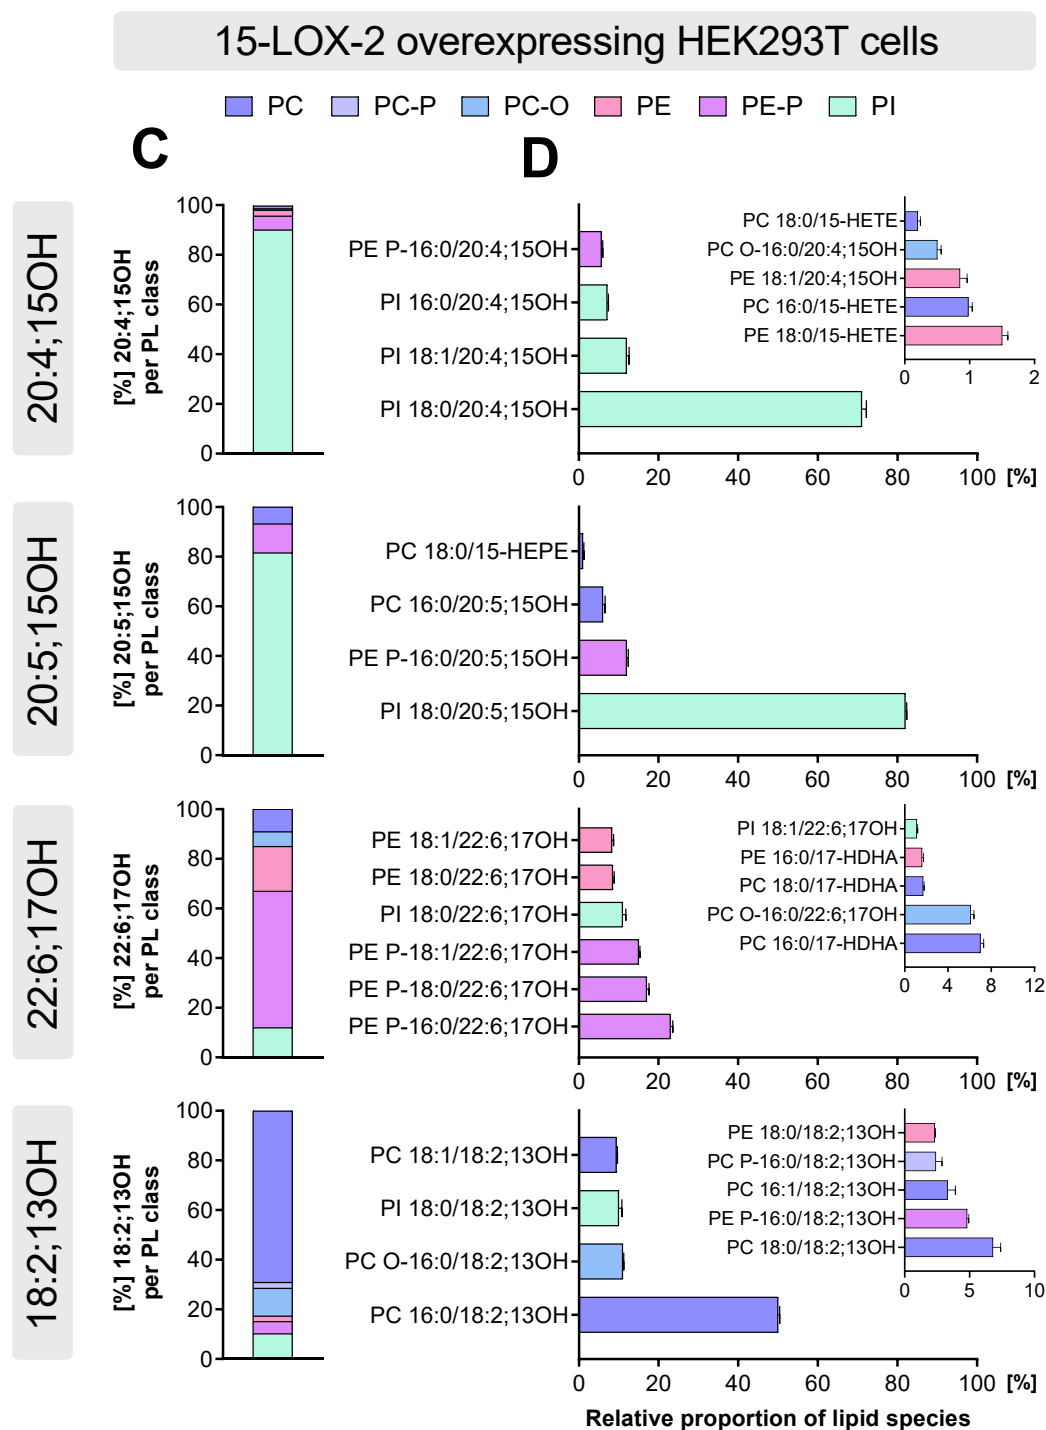 15-LOX-2 overexpressing HEK293T cells
PC PC-P PC-O PE PE-P PI
C
D
20:4;15OH
[%] 20:4;15OH
per PL class
100
80
60
40
20
0
PE P-16:0/20:4;15OH
PI 16:0/20:4;15OH
PI 18:1/20:4;15OH
PI 18:0/20:4;15OH
0 20 40 60 80 100 [%]
PC 18:0/15-HETE
PC O-16:0/20:4;15OH
PE 18:1/20:4;15OH
PC 16:0/15-HETE
PE 18:0/15-HETE
0 1 2
20:5;15OH
[%] 20:5;15OH
per PL class
100
80
60
40
20
0
PC 18:0/15-HEPE
PC 16:0/20:5;15OH
PE P-16:0/20:5;15OH
PI 18:0/20:5;15OH
0 20 40 60 80 100 [%]
22:6;17OH
[%] 22:6;17OH
per PL class
100
80
60
40
20
0
PE 18:1/22:6;17OH
PE 18:0/22:6;17OH
PI 18:0/22:6;17OH
PE P-18:1/22:6;17OH
PE P-18:0/22:6;17OH
PE P-16:0/22:6;17OH
0 20 40 60 80 100 [%]
PI 18:1/22:6;17OH
PE 16:0/17-HDHA
PC 18:0/17-HDHA
PC O-16:0/22:6;17OH
PC 16:0/17-HDHA
0 4 8 12
18:2;13OH
[%] 18:2;13OH
per PL class
100
80
60
40
20
0
PC 18:1/18:2;13OH
PI 18:0/18:2;13OH
PC O-16:0/18:2;13OH
PC 16:0/18:2;13OH
0 20 40 60 80 100 [%]
PE 18:0/18:2;13OH
PC P-16:0/18:2;13OH
PC 16:1/18:2;13OH
PE P-16:0/18:2;13OH
PC 18:0/18:2;13OH
0 5 10
Relative proportion of lipid species